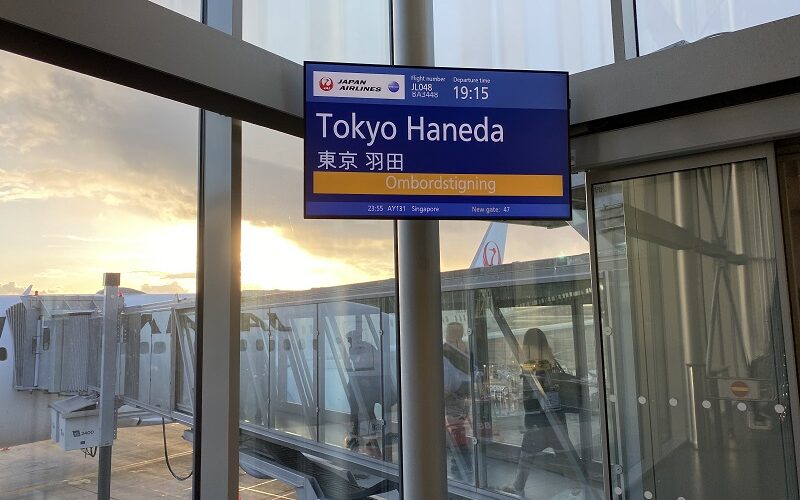 JAPAN
AIRLINES
Flight number
JL048
BA3448
Departure time
19:15
Tokyo Haneda
東京 羽田
Ombordstigning
23:55 AY131 Singapore New gate: 47